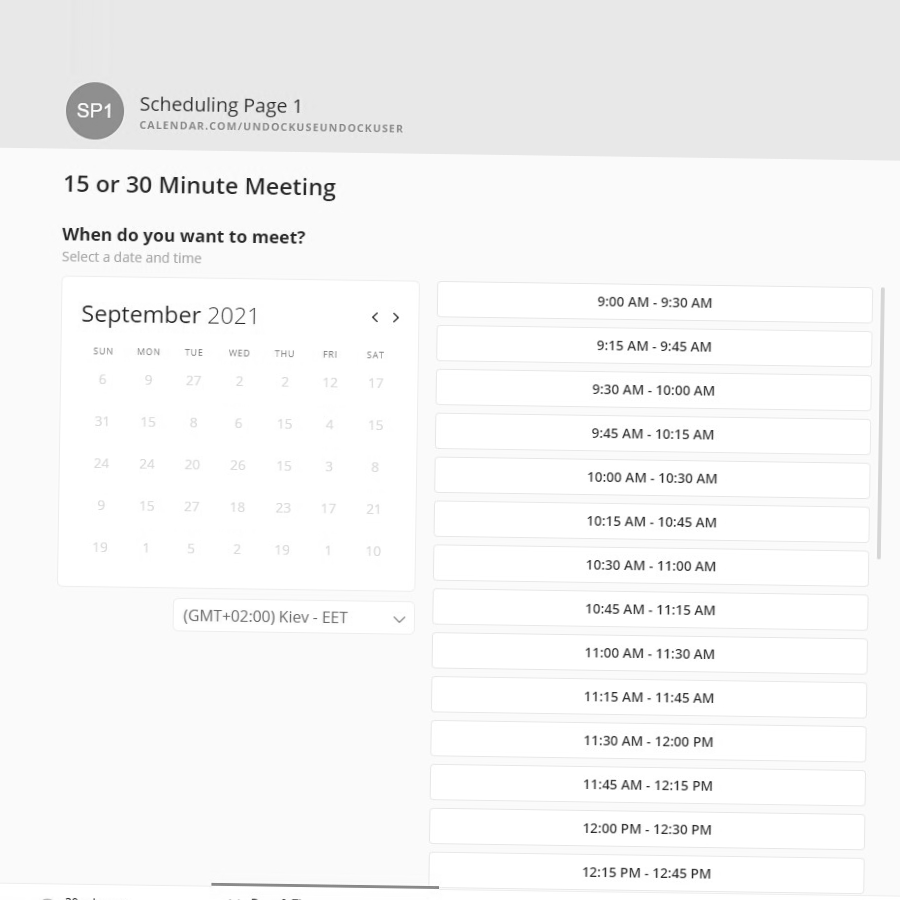 SP1
Scheduling Page 1
CALENDAR.COM/UNDOCKUSEUNDOCKUSER
15 or 30 Minute Meeting
When do you want to meet?
Select a date and time
September 2021
SUN MON TUE WED THU FRI SAT
6 9 27 2 2 12 17
31 15 8 6 15 4 15
24 24 20 26 15 3 8
9 15 27 18 23 17 21
19 1 5 2 19 1 10
(GMT+02:00) Kiev - EET
9:00 AM - 9:30 AM
9:15 AM - 9:45 AM
9:30 AM - 10:00 AM
9:45 AM - 10:15 AM
10:00 AM - 10:30 AM
10:15 AM - 10:45 AM
10:30 AM - 11:00 AM
10:45 AM - 11:15 AM
11:00 AM - 11:30 AM
11:15 AM - 11:45 AM
11:30 AM - 12:00 PM
11:45 AM - 12:15 PM
12:00 PM - 12:30 PM
12:15 PM - 12:45 PM